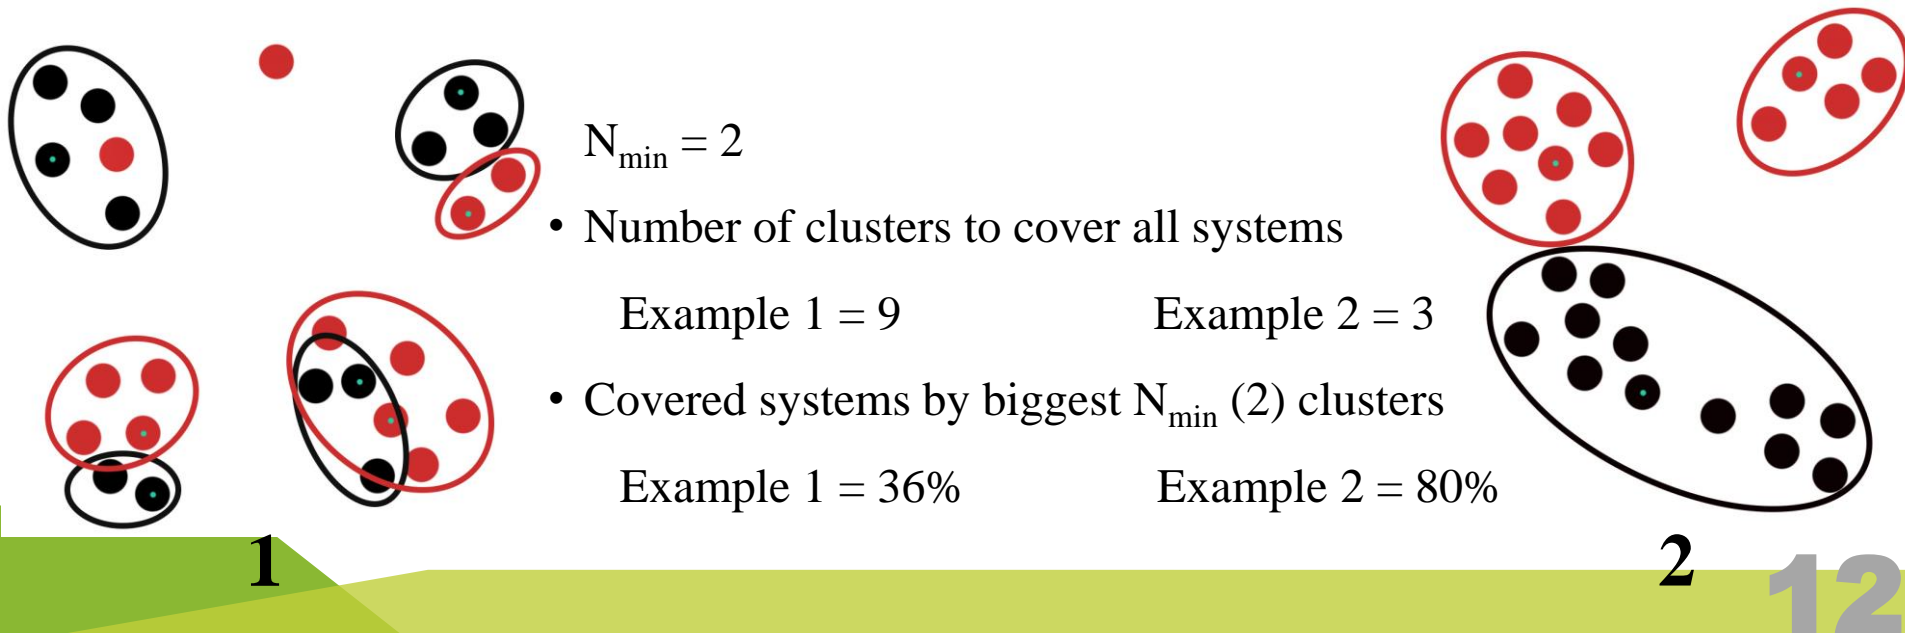 N_min = 2
• Number of clusters to cover all systems
Example 1 = 9 Example 2 = 3
• Covered systems by biggest N_min (2) clusters
Example 1 = 36% Example 2 = 80%
1 2
12